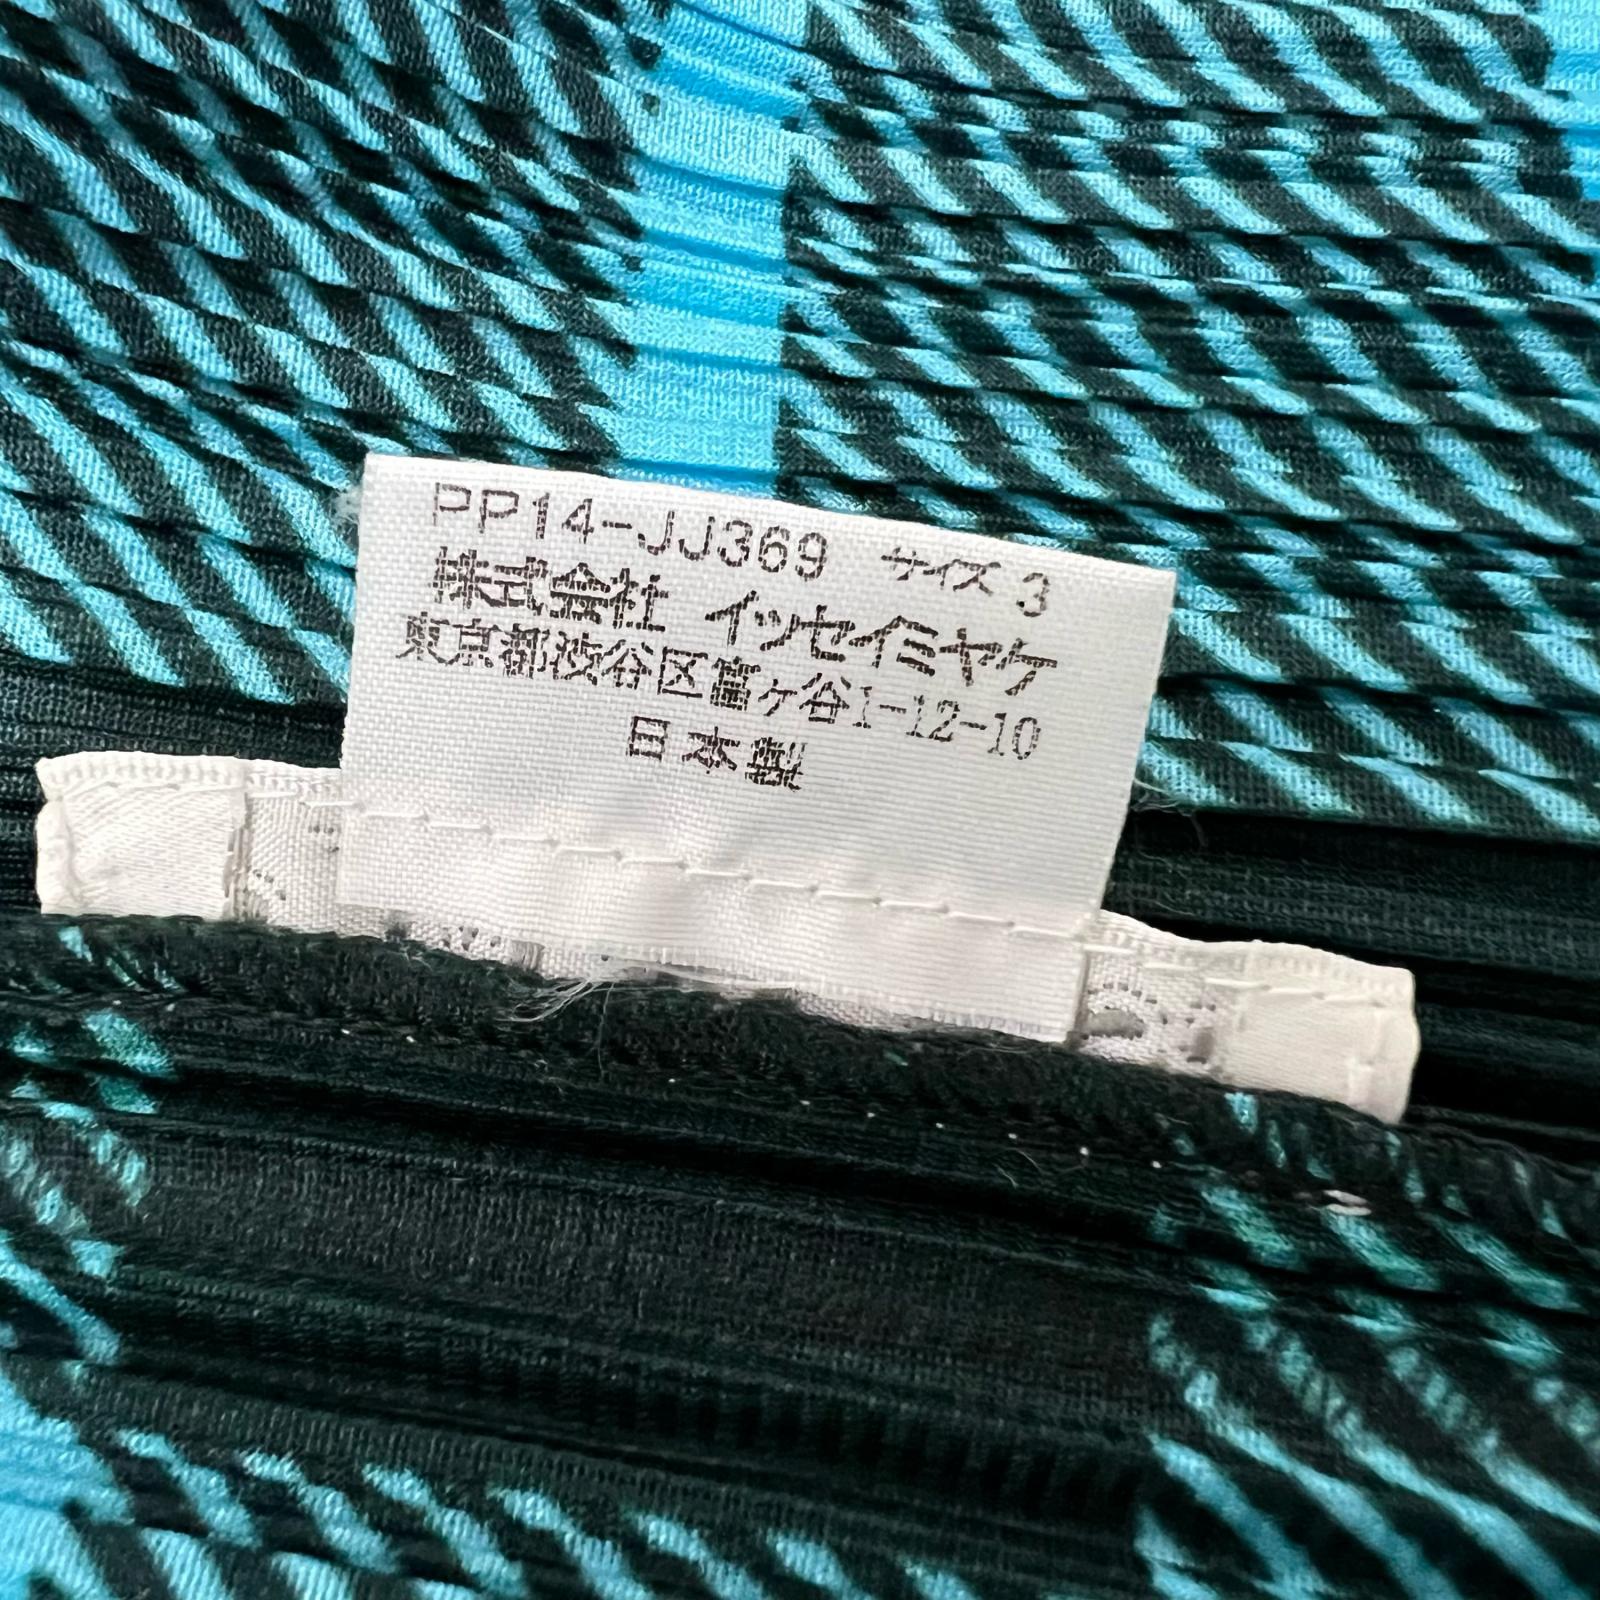 PP14-JJ369 サイズ 3
株式会社 イッセイミヤケ
東京都渋谷区富ヶ谷1-12-10
日本製